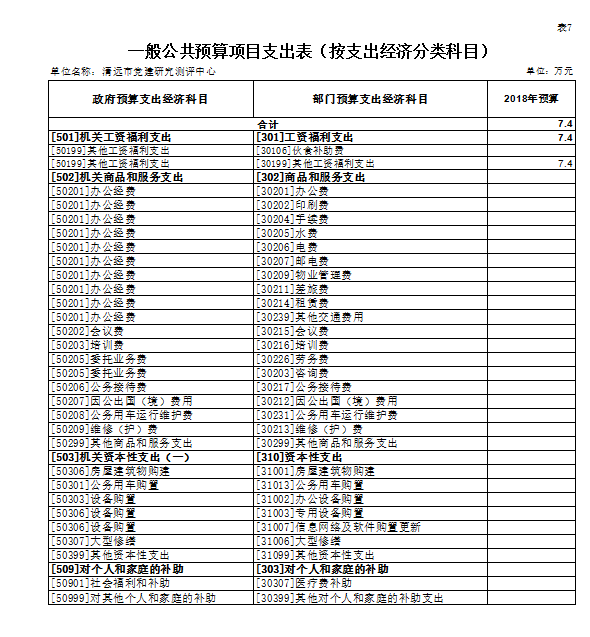 表7
一般公共预算项目支出表（按支出经济分类科目）
单位名称：清远市党建研究测评中心 单位：万元
政府预算支出经济科目 部门预算支出经济科目 2018年预算
合计 7.4
[501]机关工资福利支出 [301]工资福利支出 7.4
[50199]其他工资福利支出 [30106]伙食补助费
[50199]其他工资福利支出 [30199]其他工资福利支出 7.4
[502]机关商品和服务支出 [302]商品和服务支出
[50201]办公经费 [30201]办公费
[50201]办公经费 [30202]印刷费
[50201]办公经费 [30204]手续费
[50201]办公经费 [30205]水费
[50201]办公经费 [30206]电费
[50201]办公经费 [30207]邮电费
[50201]办公经费 [30209]物业管理费
[50201]办公经费 [30211]差旅费
[50201]办公经费 [30214]租赁费
[50201]办公经费 [30239]其他交通费用
[50202]会议费 [30215]会议费
[50203]培训费 [30216]培训费
[50205]委托业务费 [30226]劳务费
[50205]委托业务费 [30203]咨询费
[50206]公务接待费 [30217]公务接待费
[50207]因公出国（境）费用 [30212]因公出国（境）费用
[50208]公务用车运行维护费 [30231]公务用车运行维护费
[50209]维修（护）费 [30213]维修（护）费
[50299]其他商品和服务支出 [30299]其他商品和服务支出
[503]机关资本性支出（一） [310]资本性支出
[50306]房屋建筑物购建 [31001]房屋建筑物购建
[50301]公务用车购置 [31013]公务用车购置
[50303]设备购置 [31002]办公设备购置
[50306]设备购置 [31003]专用设备购置
[50306]设备购置 [31007]信息网络及软件购置更新
[50307]大型修缮 [31006]大型修缮
[50399]其他资本性支出 [31099]其他资本性支出
[509]对个人和家庭的补助 [303]对个人和家庭的补助
[50901]社会福利和补助 [30307]医疗费补助
[50999]对其他个人和家庭的补助 [30399]其他对个人和家庭的补助支出